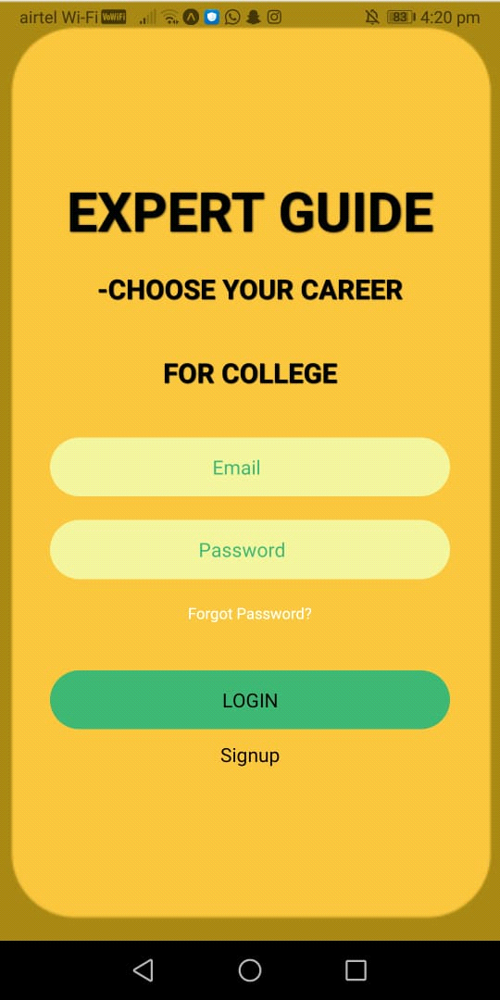 airtel Wi-Fi VoWiFi 83 4:20 pm
EXPERT GUIDE
-CHOOSE YOUR CAREER
FOR COLLEGE
Email
Password
Forgot Password?
LOGIN
Signup